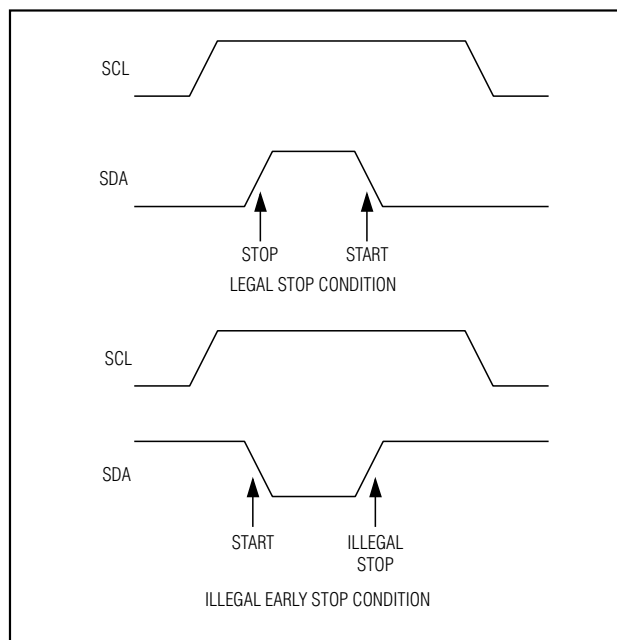 SCL
SDA
STOP START
LEGAL STOP CONDITION
SCL
SDA
START ILLEGAL
STOP
ILLEGAL EARLY STOP CONDITION